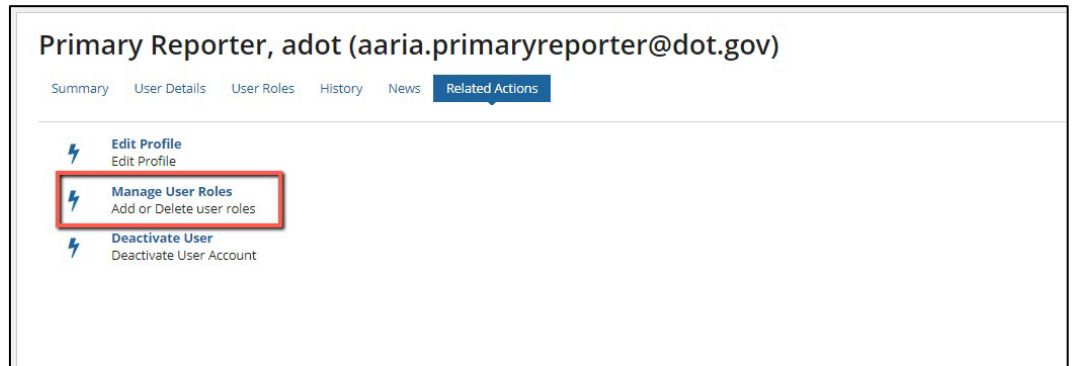 Primary Reporter, adot (aaria.primaryreporter@dot.gov)
Summary User Details User Roles History News Related Actions
Edit Profile
Edit Profile
Manage User Roles
Add or Delete user roles
Deactivate User
Deactivate User Account